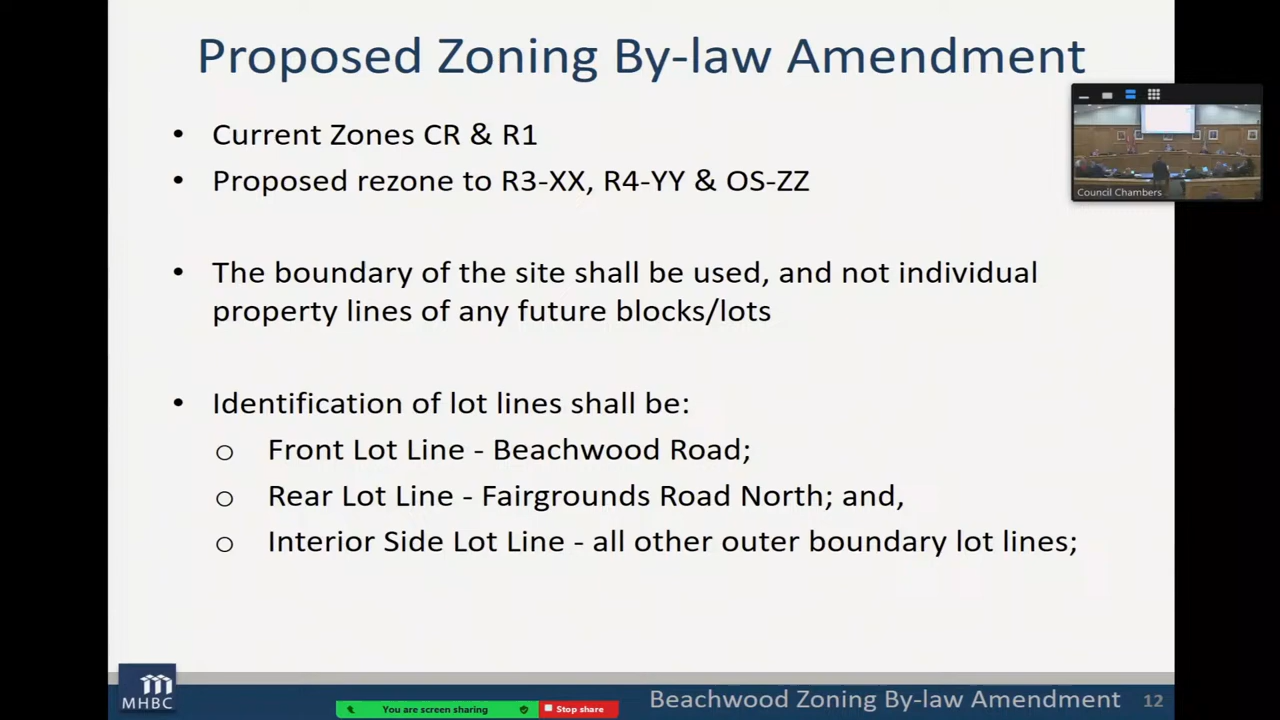 Proposed Zoning By-law Amendment
• Current Zones CR & R1
• Proposed rezone to R3-XX, R4-YY & OS-ZZ
• The boundary of the site shall be used, and not individual
property lines of any future blocks/lots
• Identification of lot lines shall be:
o Front Lot Line - Beachwood Road;
o Rear Lot Line - Fairgrounds Road North; and,
o Interior Side Lot Line - all other outer boundary lot lines;
Council Chambers
MHBC
You are screen sharing
Stop share
Beachwood Zoning By-law Amendment 12